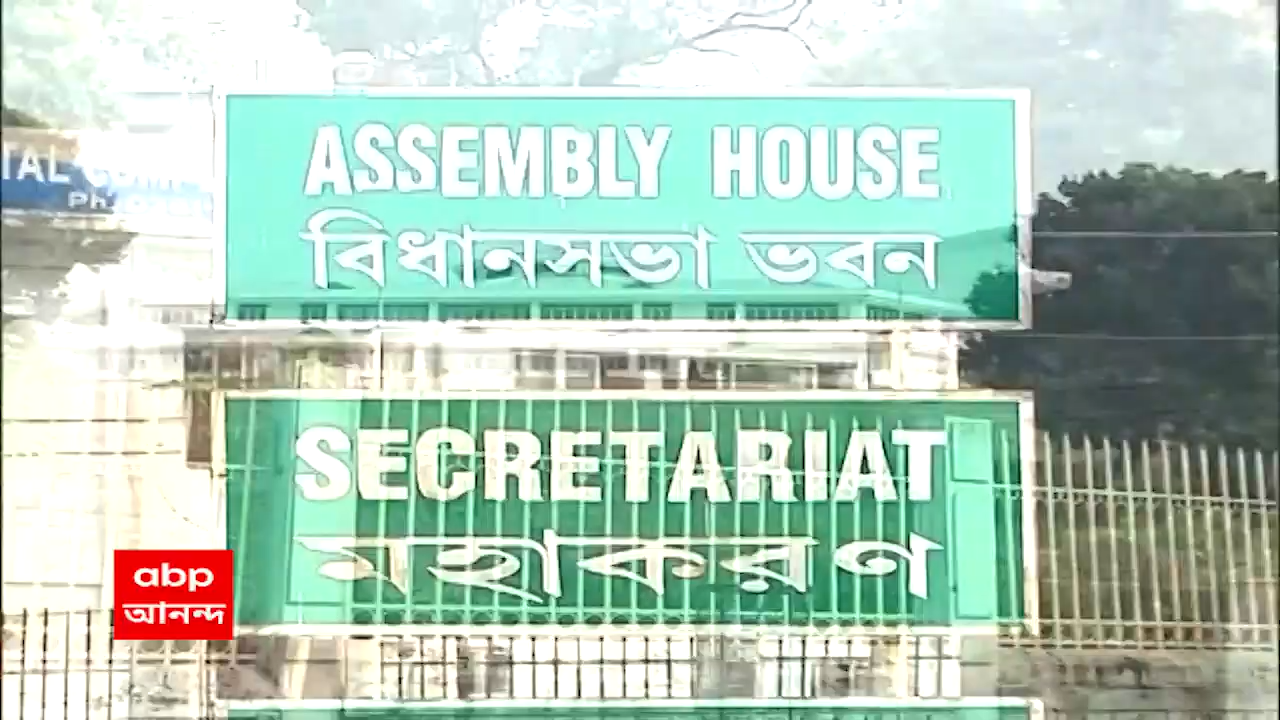 ASSEMBLY HOUSE
বিধানসভা ভবন
SECRETARIAT
মহাকরণ
abp
আনন্দ